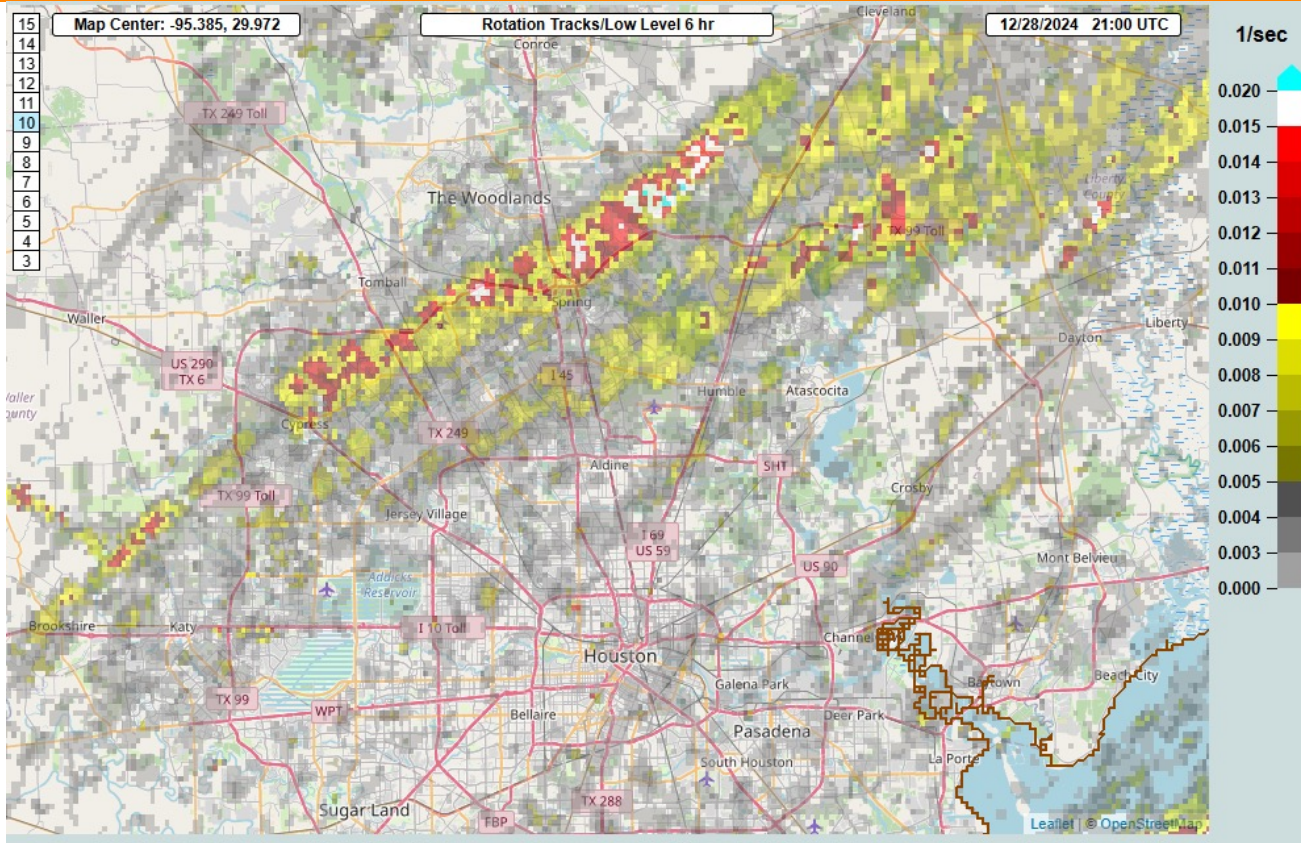 Map Center: -95.385, 29.972
Rotation Tracks/Low Level 6 hr
12/28/2024 21:00 UTC
1/sec
15
14
13
12
11
10
9
8
7
6
5
4
3
0.020
0.015
0.014
0.013
0.012
0.011
0.010
0.009
0.008
0.007
0.006
0.005
0.004
0.003
0.000
Cleveland
Conroe
TX 249 Toll
The Woodlands
Liberty
County
TX 99 Toll
Tomball
Spring
Waller
Liberty
Dayton
US 290
TX 6
I 45
Humble
Atascocita
Waller
County
Cypress
TX 249
Aldine
SHT
Crosby
TX 99 Toll
Jersey Village
I 69
US 59
Mont Belvieu
US 90
Addicks
Reservoir
Brookshire
Katy
I 10 Toll
Channel
Houston
Baytown
Beach City
Galena Park
TX 99
WPT
Bellaire
Deer Park
Pasadena
South Houston
La Porte
TX 288
Sugar Land
FBP
Leaflet | © OpenStreetMap